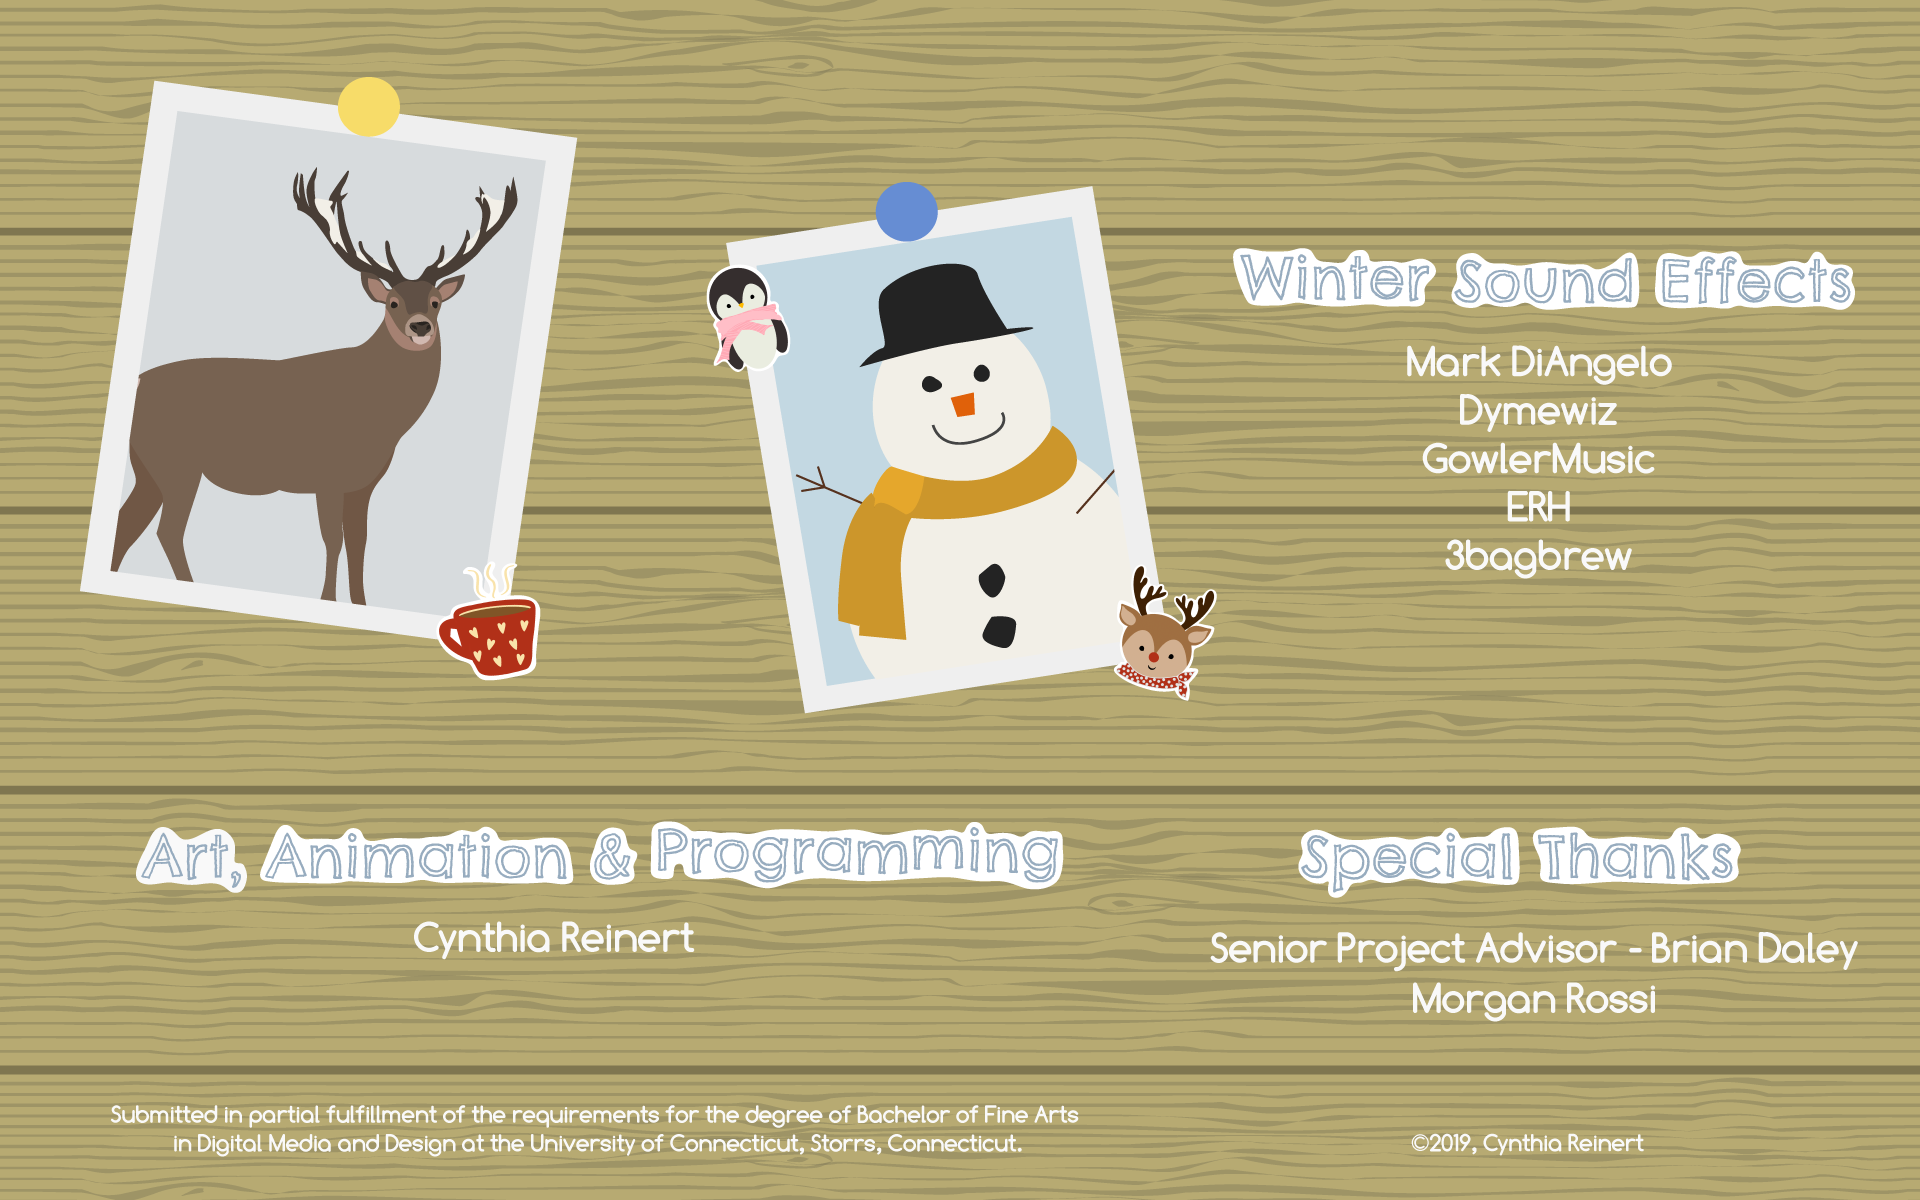 Winter Sound Effects
Mark DiAngelo
Dymewiz
GowlerMusic
ERH
3bagbrew
Art, Animation & Programming
Cynthia Reinert
Special Thanks
Senior Project Advisor - Brian Daley
Morgan Rossi
Submitted in partial fulfillment of the requirements for the degree of Bachelor of Fine Arts
in Digital Media and Design at the University of Connecticut, Storrs, Connecticut.
©2019, Cynthia Reinert